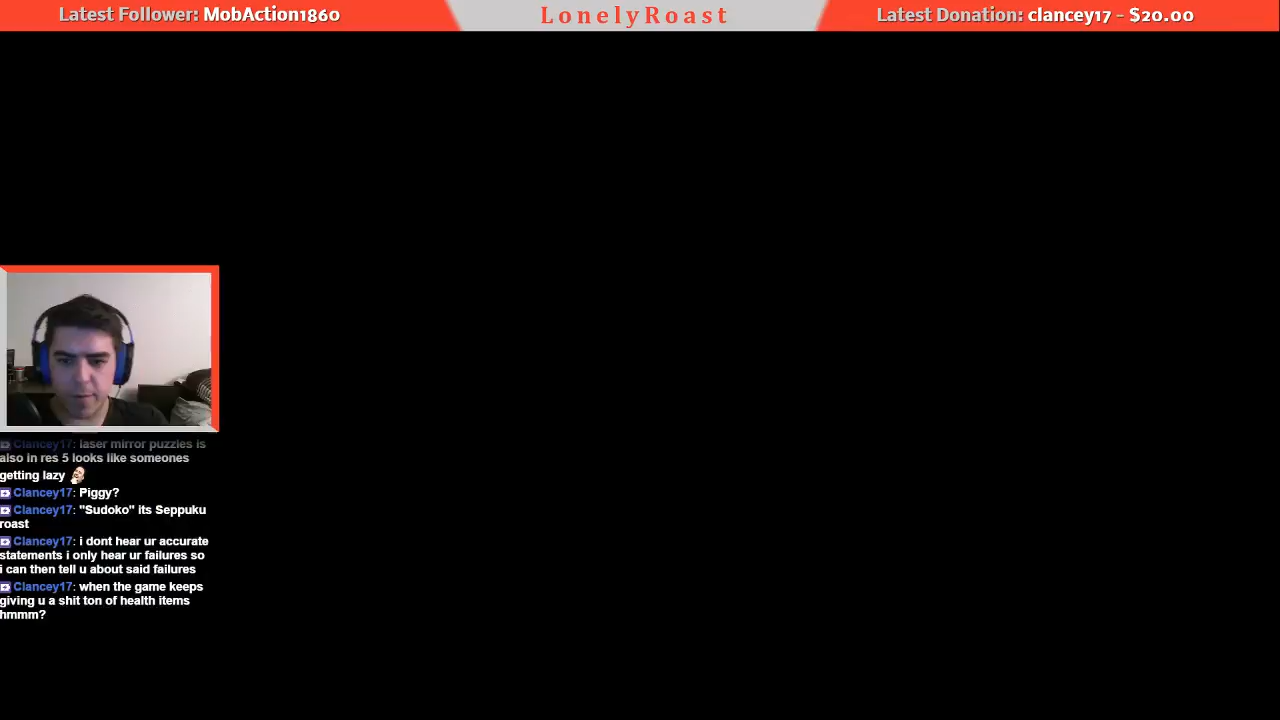 Latest Follower: MobAction1860
LonelyRoast
Latest Donation: clancey17 - $20.00
Clancey17: laser mirror puzzles is
also in res 5 looks like someones
getting lazy
Clancey17: Piggy?
Clancey17: "Sudoko" its Seppuku
roast
Clancey17: i dont hear ur accurate
statements i only hear ur failures so
i can then tell u about said failures
Clancey17: when the game keeps
giving u a shit ton of health items
hmmm?